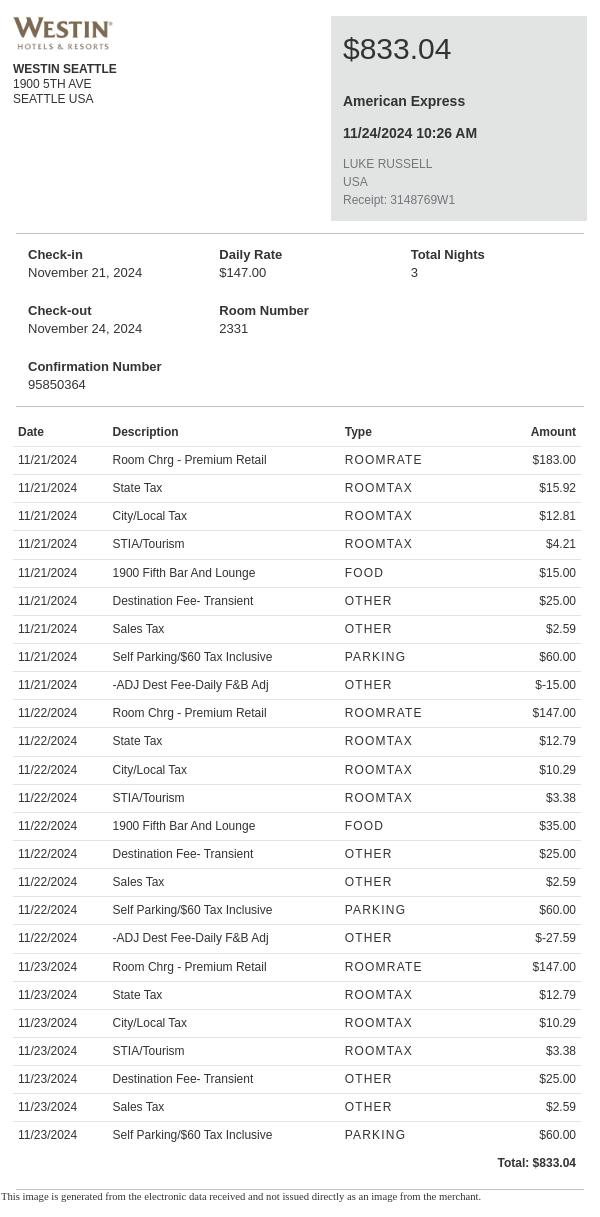 WESTIN®
HOTELS & RESORTS
WESTIN SEATTLE
1900 5TH AVE
SEATTLE USA
$833.04
American Express
11/24/2024 10:26 AM
LUKE RUSSELL
USA
Receipt: 3148769W1
Check-in Daily Rate Total Nights
November 21, 2024 $147.00 3
Check-out Room Number
November 24, 2024 2331
Confirmation Number
95850364
Date Description Type Amount
11/21/2024 Room Chrg - Premium Retail ROOMRATE $183.00
11/21/2024 State Tax ROOMTAX $15.92
11/21/2024 City/Local Tax ROOMTAX $12.81
11/21/2024 STIA/Tourism ROOMTAX $4.21
11/21/2024 1900 Fifth Bar And Lounge FOOD $15.00
11/21/2024 Destination Fee- Transient OTHER $25.00
11/21/2024 Sales Tax OTHER $2.59
11/21/2024 Self Parking/$60 Tax Inclusive PARKING $60.00
11/21/2024 -ADJ Dest Fee-Daily F&B Adj OTHER $-15.00
11/22/2024 Room Chrg - Premium Retail ROOMRATE $147.00
11/22/2024 State Tax ROOMTAX $12.79
11/22/2024 City/Local Tax ROOMTAX $10.29
11/22/2024 STIA/Tourism ROOMTAX $3.38
11/22/2024 1900 Fifth Bar And Lounge FOOD $35.00
11/22/2024 Destination Fee- Transient OTHER $25.00
11/22/2024 Sales Tax OTHER $2.59
11/22/2024 Self Parking/$60 Tax Inclusive PARKING $60.00
11/22/2024 -ADJ Dest Fee-Daily F&B Adj OTHER $-27.59
11/23/2024 Room Chrg - Premium Retail ROOMRATE $147.00
11/23/2024 State Tax ROOMTAX $12.79
11/23/2024 City/Local Tax ROOMTAX $10.29
11/23/2024 STIA/Tourism ROOMTAX $3.38
11/23/2024 Destination Fee- Transient OTHER $25.00
11/23/2024 Sales Tax OTHER $2.59
11/23/2024 Self Parking/$60 Tax Inclusive PARKING $60.00
Total: $833.04
This image is generated from the electronic data received and not issued directly as an image from the merchant.